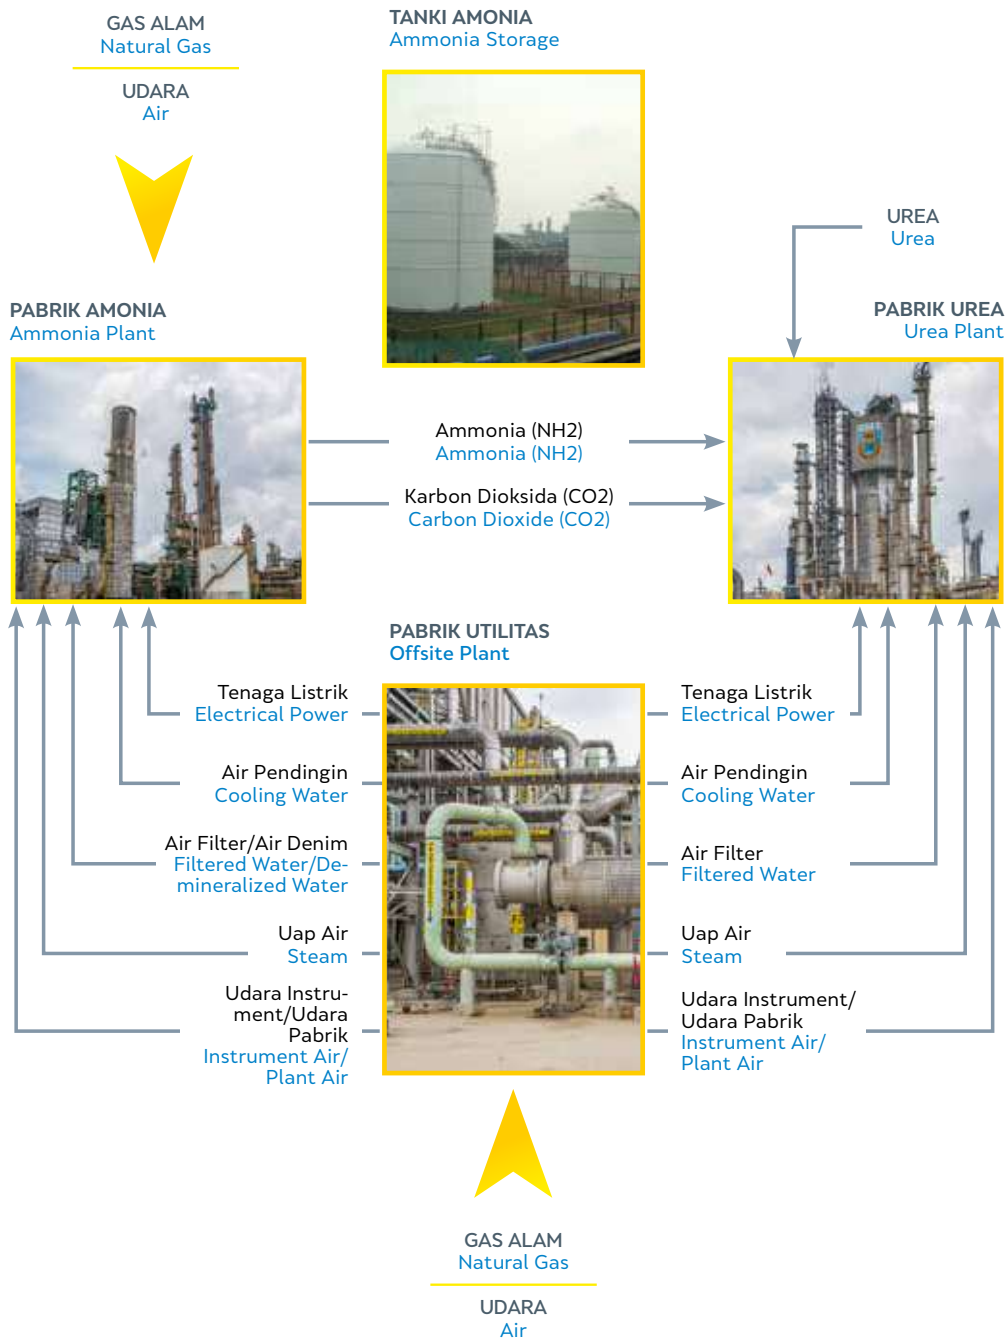 GAS ALAM
Natural Gas
UDARA
Air
TANKI AMONIA
Ammonia Storage
UREA
Urea
PABRIK AMONIA
Ammonia Plant
PABRIK UREA
Urea Plant
Ammonia (NH2)
Ammonia (NH2)
Karbon Dioksida (CO2)
Carbon Dioxide (CO2)
PABRIK UTILITAS
Offsite Plant
Tenaga Listrik
Electrical Power
Air Pendingin
Cooling Water
Air Filter/Air Denim
Filtered Water/De-
mineralized Water
Uap Air
Steam
Udara Instru-
ment/Udara
Pabrik
Instrument Air/
Plant Air
Tenaga Listrik
Electrical Power
Air Pendingin
Cooling Water
Air Filter
Filtered Water
Uap Air
Steam
Udara Instrument/
Udara Pabrik
Instrument Air/
Plant Air
GAS ALAM
Natural Gas
UDARA
Air